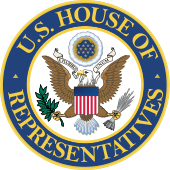 U.S. HOUSE OF
REPRESENTATIVES